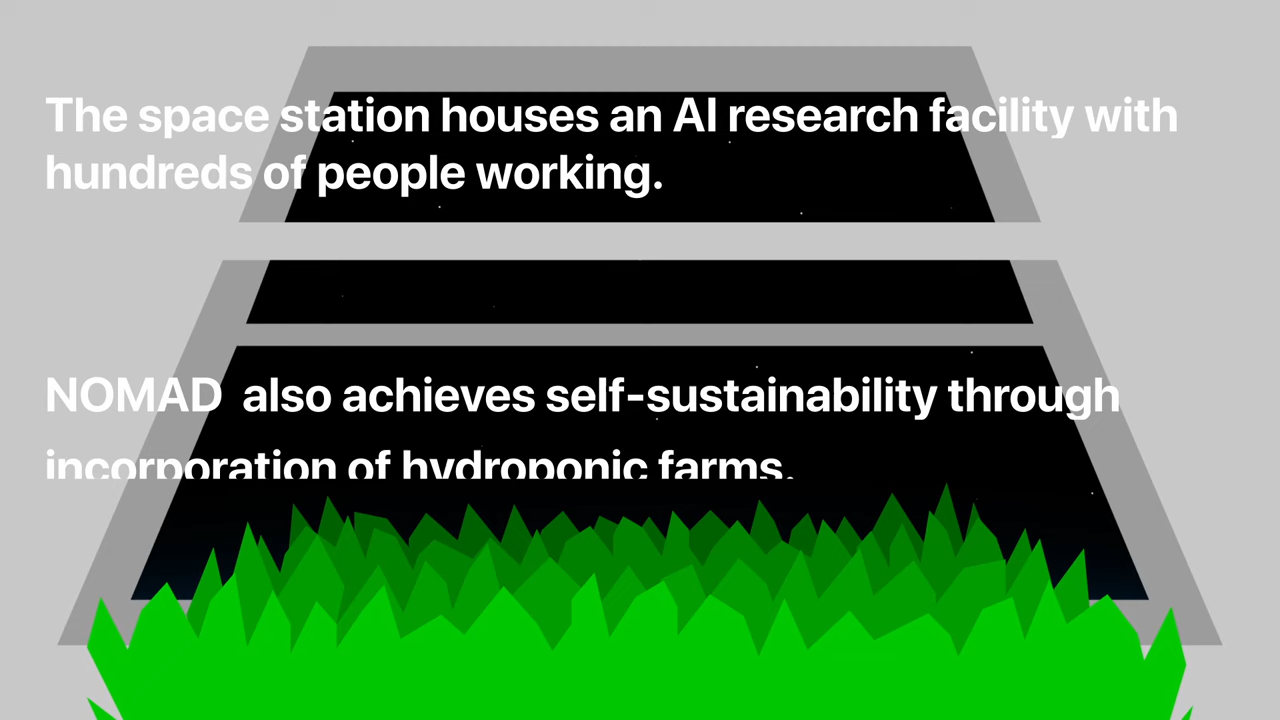 The space station houses an AI research facility with
hundreds of people working.
NOMAD also achieves self-sustainability through
incorporation of hydroponic farms.